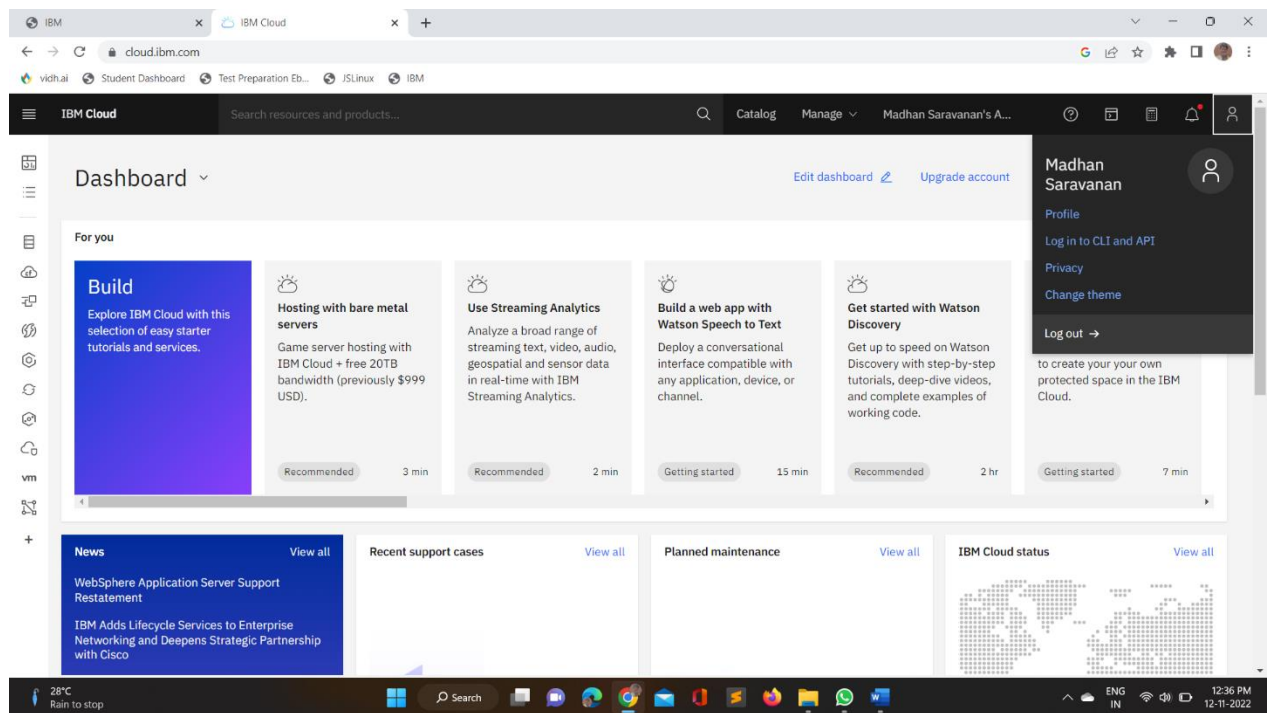 IBM
IBM Cloud
cloud.ibm.com
vidh.ai
Student Dashboard
Test Preparation Eb...
JSLinux
IBM
IBM Cloud
Search resources and products...
Catalog
Manage
Madhan Saravanan's A...
Dashboard
Edit dashboard
Upgrade account
Madhan
Saravanan
Profile
Log in to CLI and API
Privacy
Change theme
Log out →
For you
Build
Explore IBM Cloud with this
selection of easy starter
tutorials and services.
Hosting with bare metal
servers
Game server hosting with
IBM Cloud + free 20TB
bandwidth (previously $999
USD).
Recommended
3 min
Use Streaming Analytics
Analyze a broad range of
streaming text, video, audio,
geospatial and sensor data
in real-time with IBM
Streaming Analytics.
Recommended
2 min
Build a web app with
Watson Speech to Text
Deploy a conversational
interface compatible with
any application, device, or
channel.
Getting started
15 min
Get started with Watson
Discovery
Get up to speed on Watson
Discovery with step-by-step
tutorials, deep-dive videos,
and complete examples of
working code.
Recommended
2 hr
to create your your own
protected space in the IBM
Cloud.
Getting started
7 min
vm
News
View all
WebSphere Application Server Support
Restatement
IBM Adds Lifecycle Services to Enterprise
Networking and Deepens Strategic Partnership
with Cisco
Recent support cases
View all
Planned maintenance
View all
IBM Cloud status
View all
28°C
Rain to stop
Search
ENG
IN
12:36 PM
12-11-2022